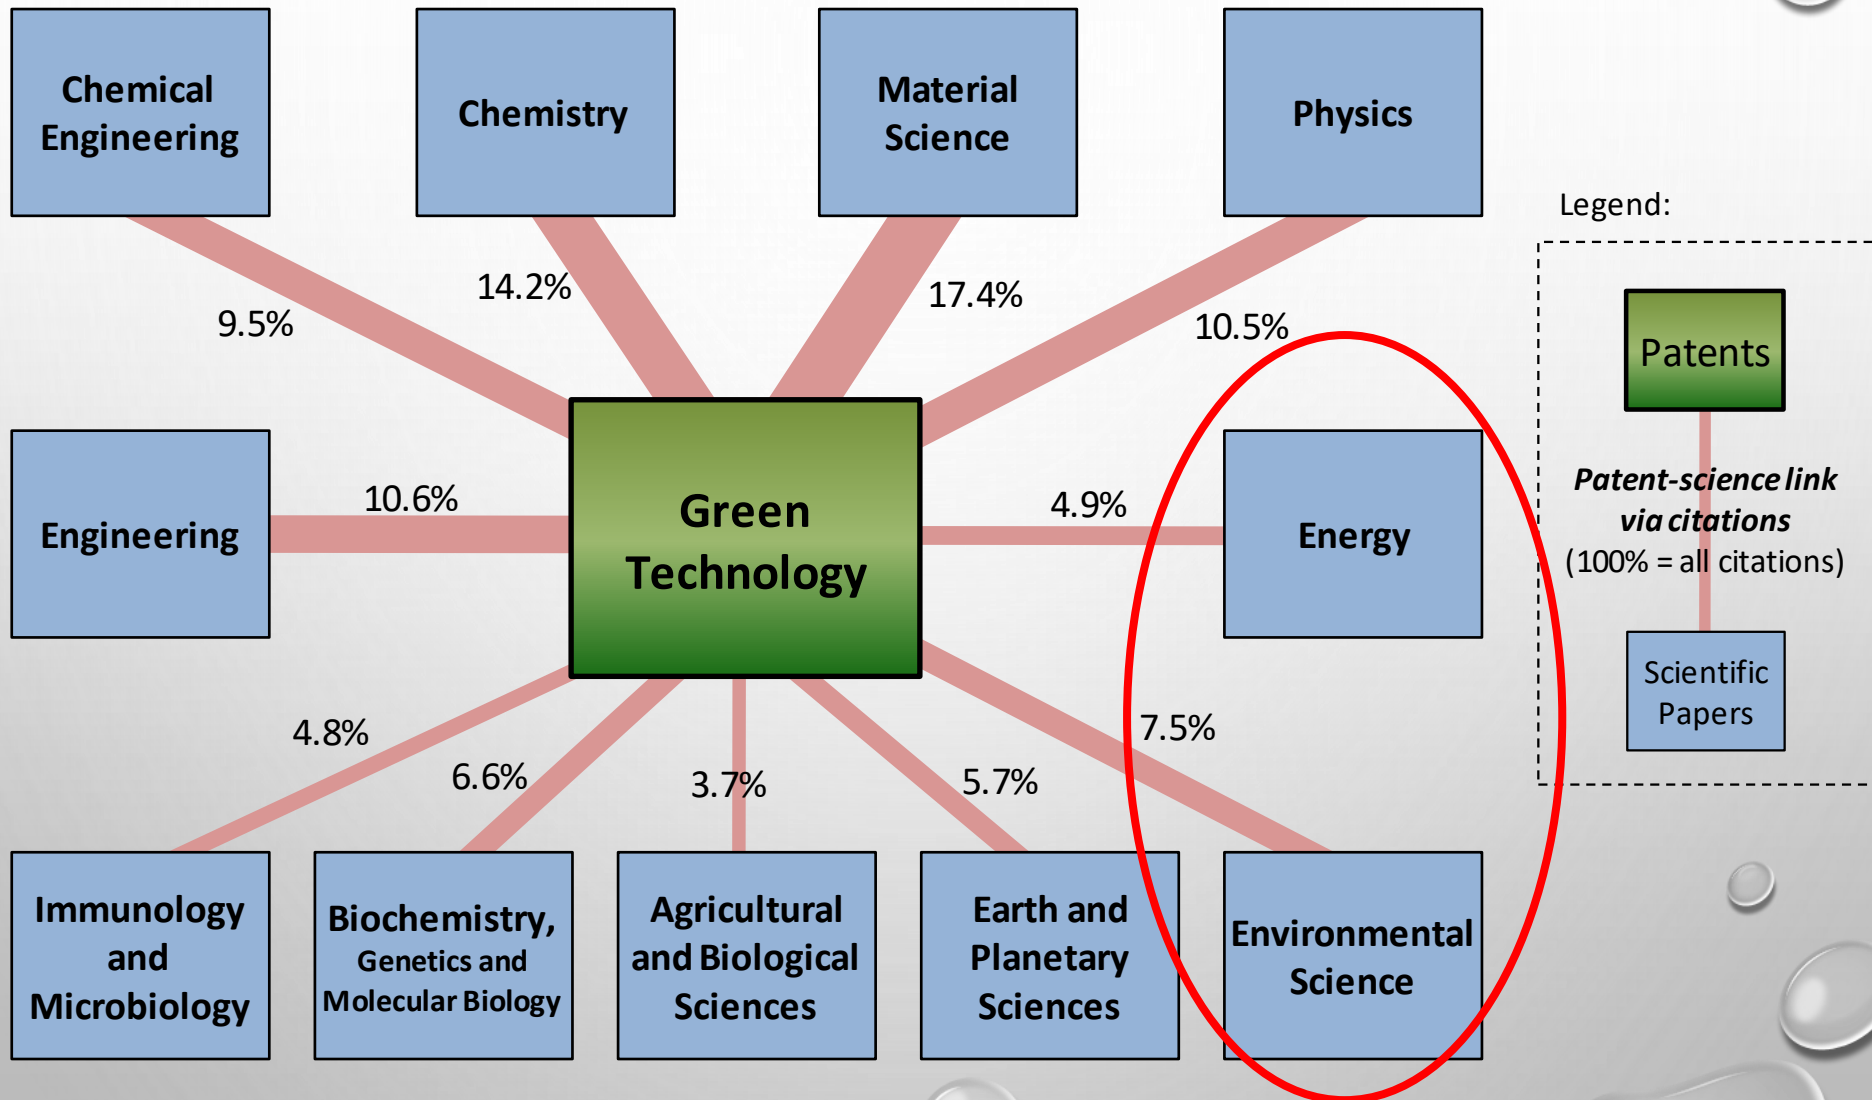 Chemical
Engineering
Chemistry
Material
Science
Physics
Legend:
9.5%
14.2%
17.4%
10.5%
Patents
Patent-science link
via citations
(100% = all citations)
Scientific
Papers
Engineering
10.6%
Green
Technology
4.9%
Energy
4.8%
6.6%
3.7%
5.7%
7.5%
Immunology
and
Microbiology
Biochemistry,
Genetics and
Molecular Biology
Agricultural
and Biological
Sciences
Earth and
Planetary
Sciences
Environmental
Science